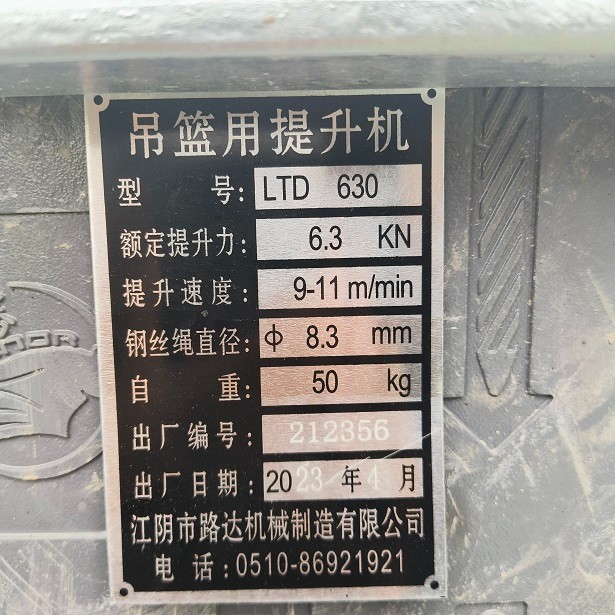 吊篮用提升机
型 号: LTD 630
额定提升力: 6.3 KN
提升速度: 9-11 m/min
钢丝绳直径: φ 8.3 mm
自 重: 50 kg
出厂编号: 212356
出厂日期: 2023 年 4 月
江阴市路达机械制造有限公司
电 话:0510-86921921